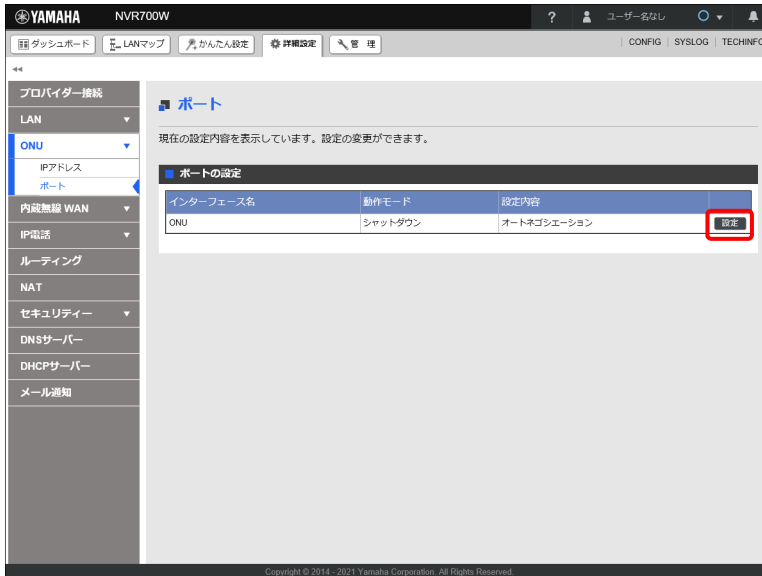 YAMAHA NVR700W ? ユーザー名なし
ダッシュボード LANマップ かんたん設定 詳細設定 管 理 | CONFIG | SYSLOG | TECHINFO
プロバイダー接続
LAN
ONU
IPアドレス
ポート
内蔵無線 WAN
IP電話
ルーティング
NAT
セキュリティー
DNSサーバー
DHCPサーバー
メール通知
ポート
現在の設定内容を表示しています。設定の変更ができます。
ポートの設定
インターフェース名 動作モード 設定内容
ONU シャットダウン オートネゴシエーション 設定
Copyright © 2014 - 2021 Yamaha Corporation. All Rights Reserved.